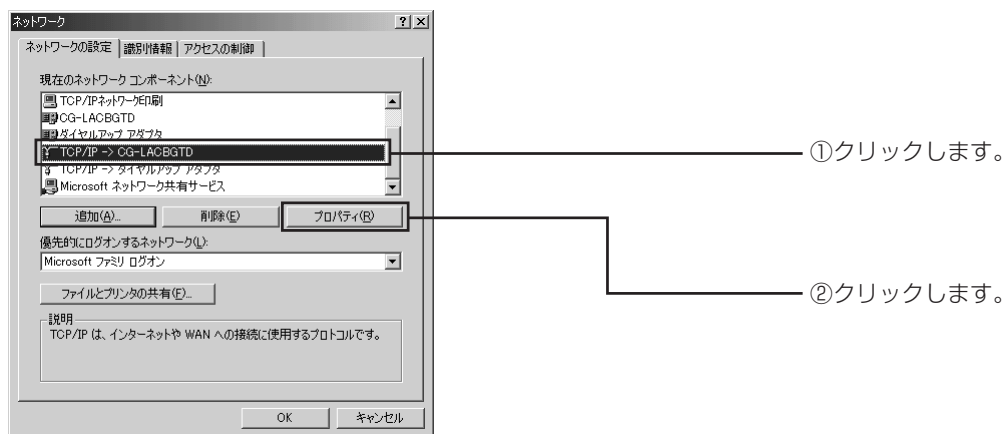 ネットワーク
ネットワークの設定 識別情報 アクセスの制御
現在のネットワーク コンポーネント(N):
TCP/IPネットワーク印刷
CG-LACBGTD
ダイヤルアップ アダプタ
TCP/IP -> CG-LACBGTD
①クリックします。
TCP/IP -> ダイヤルアップ アダプタ
Microsoft ネットワーク共有サービス
追加(A)... 削除(E) プロパティ(R)
優先的にログオンするネットワーク(L):
Microsoft ファミリ ログオン
ファイルとプリンタの共有(F)...
②クリックします。
説明
TCP/IP は、インターネットや WAN への接続に使用するプロトコルです。
OK キャンセル